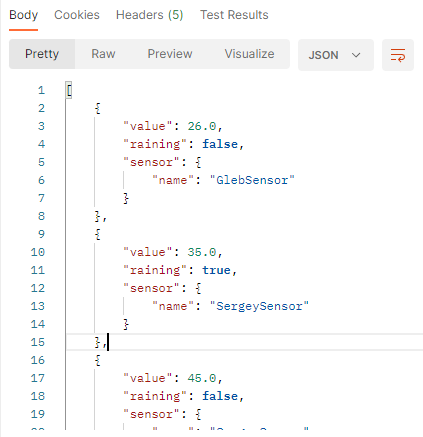 Body Cookies Headers (5) Test Results
Pretty Raw Preview Visualize JSON
1 [
2 {
3 "value": 26.0,
4 "raining": false,
5 "sensor": {
6 "name": "GlebSensor"
7 }
8 },
9 {
10 "value": 35.0,
11 "raining": true,
12 "sensor": {
13 "name": "SergeySensor"
14 }
15 },
16 {
17 "value": 45.0,
18 "raining": false,
19 "sensor": {